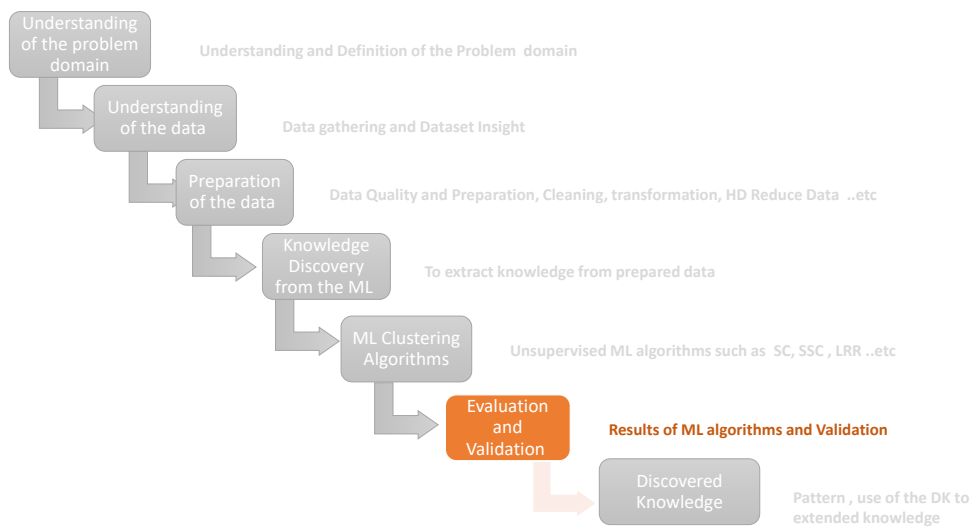 Understanding
of the problem
domain
Understanding and Definition of the Problem  domain
Understanding
of the data
Data gathering and Dataset Insight
Preparation
of the data
Data Quality and Preparation, Cleaning, transformation, HD Reduce Data  ..etc
Knowledge
Discovery
from the ML
To extract knowledge from prepared data
ML Clustering
Algorithms
Unsupervised ML algorithms such as  SC, SSC , LRR ..etc
Evaluation
and
Validation
Results of ML algorithms and Validation
Discovered
Knowledge
Pattern , use of the DK to
extended knowledge